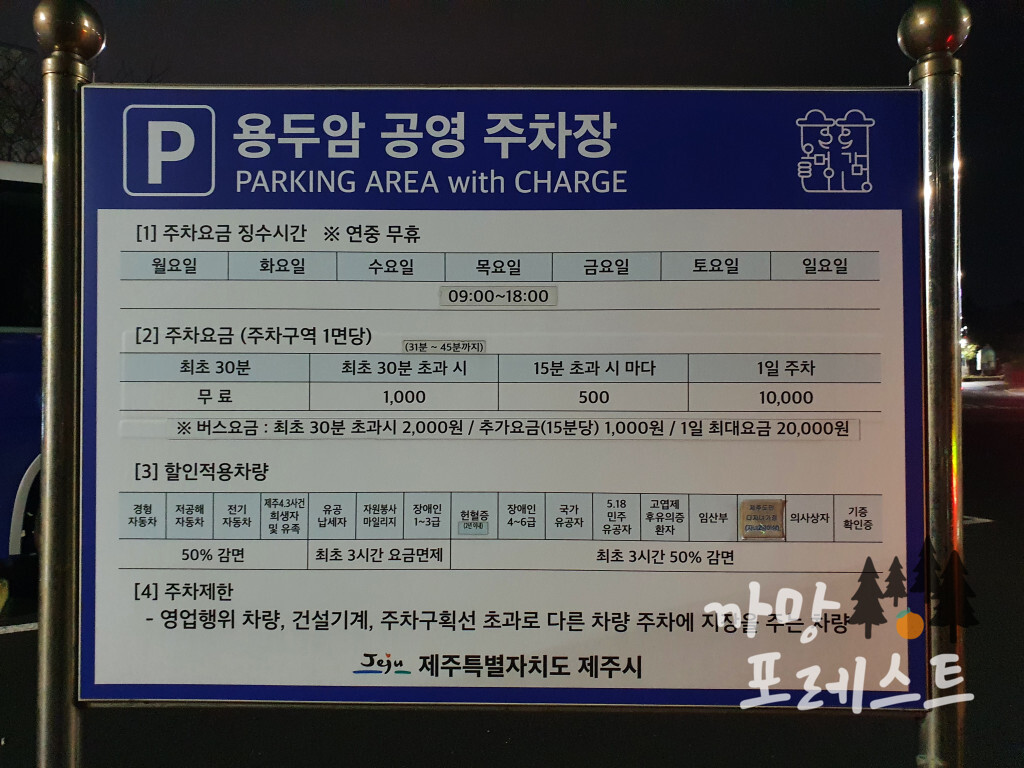 P
용두암 공영 주차장
PARKING AREA with CHARGE
[1] 주차요금 징수시간 ※ 연중 무휴
월요일 화요일 수요일 목요일 금요일 토요일 일요일
09:00~18:00
[2] 주차요금 (주차구역 1면당)
(31분 ~ 45분까지)
최초 30분 최초 30분 초과 시 15분 초과 시 마다 1일 주차
무 료 1,000 500 10,000
※ 버스요금 : 최초 30분 초과시 2,000원 / 추가요금(15분당) 1,000원 / 1일 최대요금 20,000원
[3] 할인적용차량
경형 자동차
저공해 자동차
전기 자동차
제주4.3사건 희생자 및 유족
유공 납세자
자원봉사 마일리지
장애인 1~3급
헌혈증
장애인 4~6급
국가 유공자
5.18 민주 유공자
고엽제 후유의증 환자
임산부
의사상자
기증 확인증
50% 감면 최초 3시간 요금면제 최초 3시간 50% 감면
[4] 주차제한
- 영업행위 차량, 건설기계, 주차구획선 초과로 다른 차량 주차에 지장을 주는 차량
Jeju 제주특별자치도 제주시
까망
포레스트